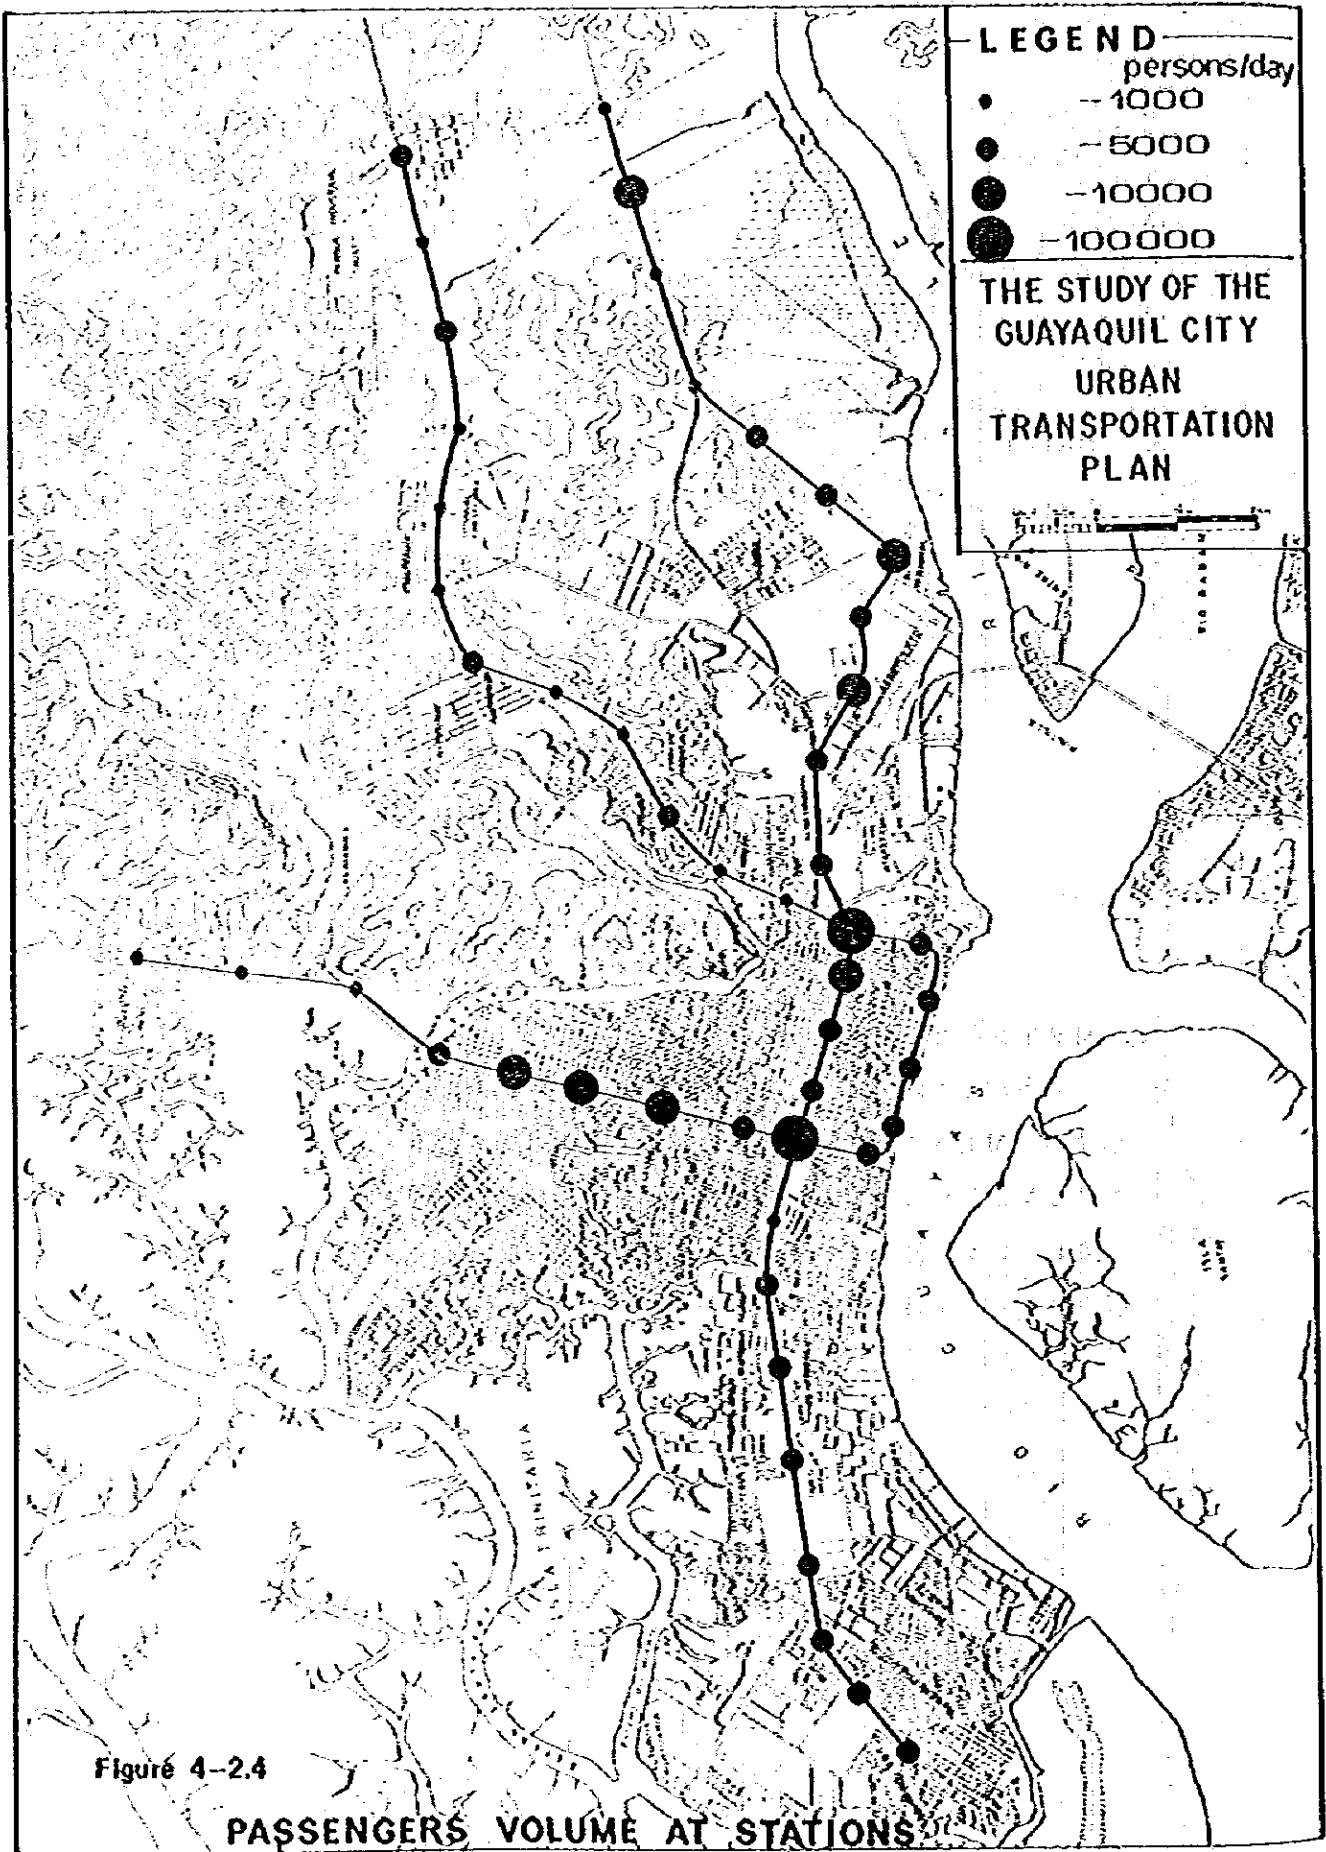 LEGEND
persons/day
-1000
-5000
-10000
-100000
THE STUDY OF THE
GUAYAQUIL CITY
URBAN
TRANSPORTATION
PLAN
TRINITARIA
Figure 4-2.4
PASSENGERS VOLUME AT STATIONS